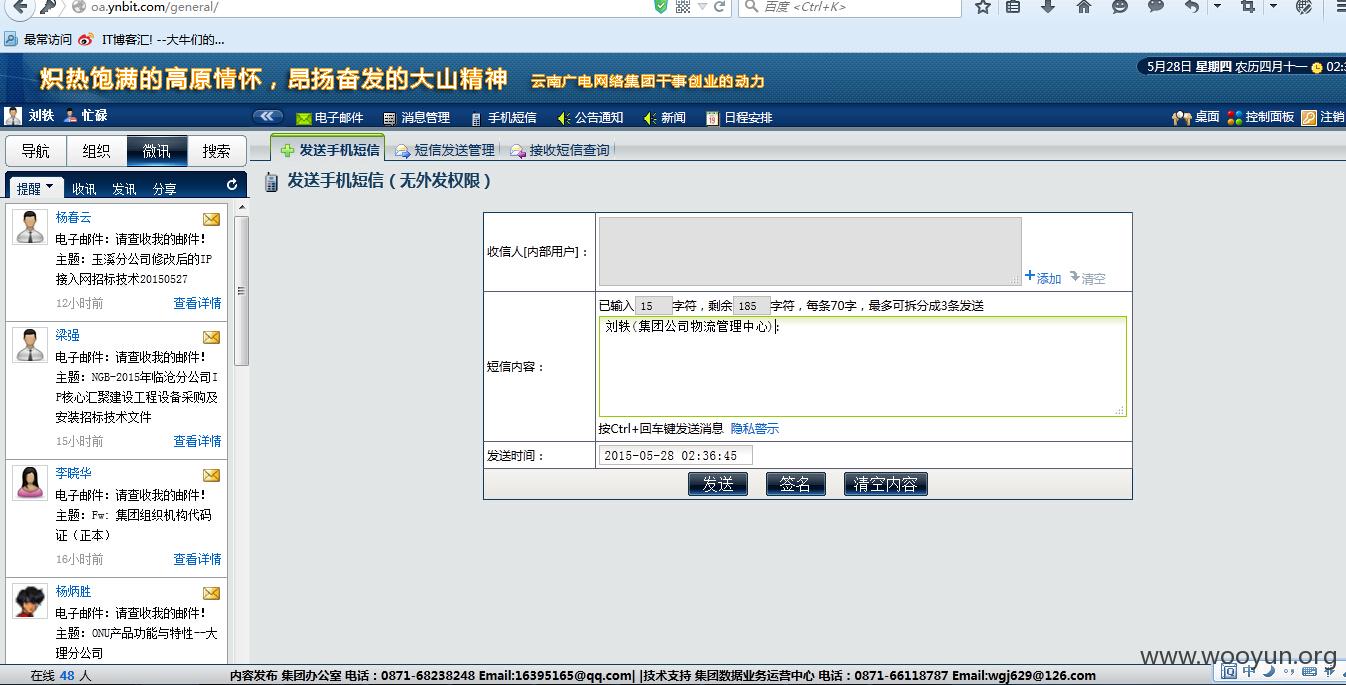 oa.ynbit.com/general/
百度 <Ctrl+K>
最常访问 IT博客汇! --大牛们的...
炽热饱满的高原情怀，昂扬奋发的大山精神 云南广电网络集团干事创业的动力
5月28日 星期四 农历四月十一 02:3
刘轶 忙碌
电子邮件 消息管理 手机短信 公告通知 新闻 日程安排
桌面 控制面板 注销
导航 组织 微讯 搜索
发送手机短信 短信发送管理 接收短信查询
提醒 收讯 发讯 分享
发送手机短信（无外发权限）
杨春云
电子邮件：请查收我的邮件！
主题：玉溪分公司修改后的IP
接入网招标技术20150527
12小时前 查看详情
梁强
电子邮件：请查收我的邮件！
主题：NGB-2015年临沧分公司I
P核心汇聚建设工程设备采购及
安装招标技术文件
15小时前 查看详情
李晓华
电子邮件：请查收我的邮件！
主题：Fw: 集团组织机构代码
证（正本）
16小时前 查看详情
杨炳胜
电子邮件：请查收我的邮件！
主题：ONU产品功能与特性--大
理分公司
收信人[内部用户]：
添加 清空
已输入 15 字符，剩余 185 字符，每条70字，最多可拆分成3条发送
短信内容：
刘轶(集团公司物流管理中心):
按Ctrl+回车键发送消息 隐私警示
发送时间：
2015-05-28 02:36:45
发送 签名 清空内容
www.wooyun.org
中
在线 48 人
内容发布 集团办公室 电话：0871-68238248 Email:16395165@qq.com| |技术支持 集团数据业务运营中心 电话：0871-66118787 Email:wgj629@126.com